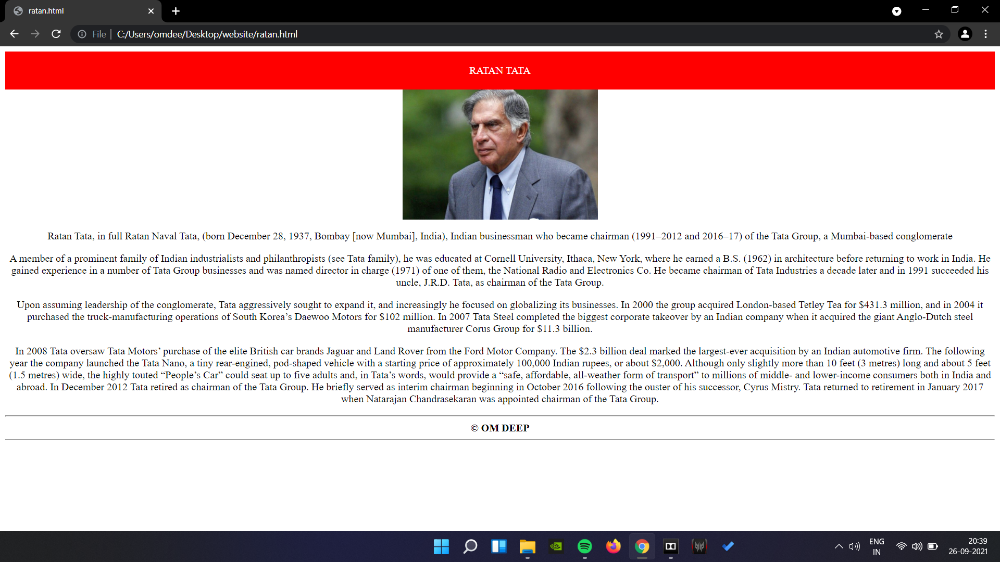 ratan.html
File
C:/Users/omdee/Desktop/website/ratan.html
RATAN TATA
Ratan Tata, in full Ratan Naval Tata, (born December 28, 1937, Bombay [now Mumbai], India), Indian businessman who became chairman (1991–2012 and 2016–17) of the Tata Group, a Mumbai-based conglomerate
A member of a prominent family of Indian industrialists and philanthropists (see Tata family), he was educated at Cornell University, Ithaca, New York, where he earned a B.S. (1962) in architecture before returning to work in India. He
gained experience in a number of Tata Group businesses and was named director in charge (1971) of one of them, the National Radio and Electronics Co. He became chairman of Tata Industries a decade later and in 1991 succeeded his
uncle, J.R.D. Tata, as chairman of the Tata Group.
Upon assuming leadership of the conglomerate, Tata aggressively sought to expand it, and increasingly he focused on globalizing its businesses. In 2000 the group acquired London-based Tetley Tea for $431.3 million, and in 2004 it
purchased the truck-manufacturing operations of South Korea’s Daewoo Motors for $102 million. In 2007 Tata Steel completed the biggest corporate takeover by an Indian company when it acquired the giant Anglo-Dutch steel
manufacturer Corus Group for $11.3 billion.
In 2008 Tata oversaw Tata Motors’ purchase of the elite British car brands Jaguar and Land Rover from the Ford Motor Company. The $2.3 billion deal marked the largest-ever acquisition by an Indian automotive firm. The following
year the company launched the Tata Nano, a tiny rear-engined, pod-shaped vehicle with a starting price of approximately 100,000 Indian rupees, or about $2,000. Although only slightly more than 10 feet (3 metres) long and about 5 feet
(1.5 metres) wide, the highly touted “People’s Car” could seat up to five adults and, in Tata’s words, would provide a “safe, affordable, all-weather form of transport” to millions of middle- and lower-income consumers both in India and
abroad. In December 2012 Tata retired as chairman of the Tata Group. He briefly served as interim chairman beginning in October 2016 following the ouster of his successor, Cyrus Mistry. Tata returned to retirement in January 2017
when Natarajan Chandrasekaran was appointed chairman of the Tata Group.
© OM DEEP
ENG
IN
20:39
26-09-2021